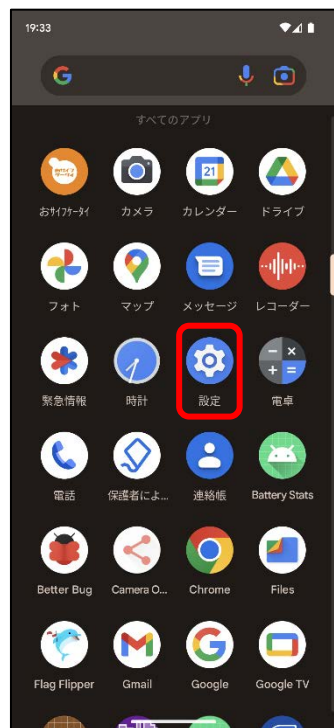 19:33
すべてのアプリ
おサイフケータイ カメラ カレンダー ドライブ
フォト マップ メッセージ レコーダー
緊急情報 時計 設定 電卓
電話 保護者によ... 連絡帳 Battery Stats
Better Bug Camera O... Chrome Files
Flag Flipper Gmail Google Google TV